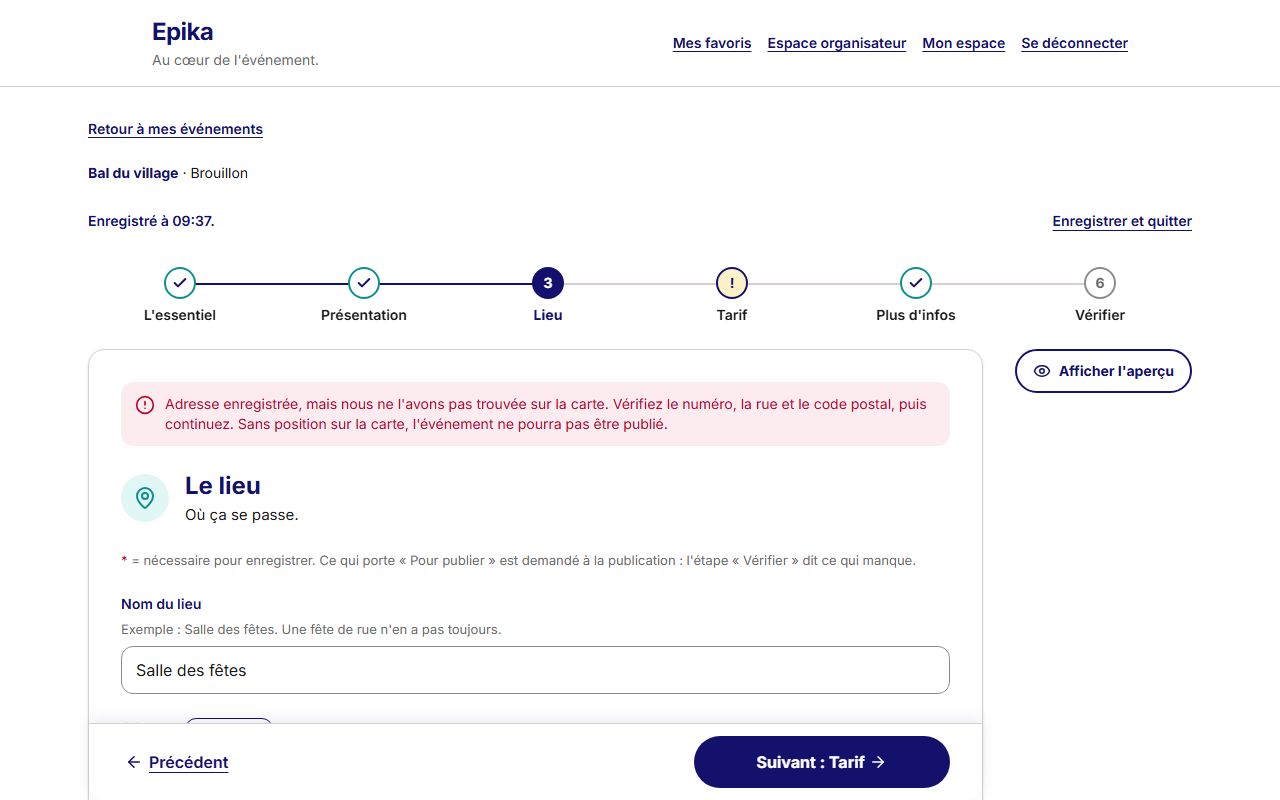 Epika
Au cœur de l'événement.
Mes favoris
Espace organisateur
Mon espace
Se déconnecter
Retour à mes événements
Bal du village · Brouillon
Enregistré à 09:37.
Enregistrer et quitter
3
!
6
L'essentiel
Présentation
Lieu
Tarif
Plus d'infos
Vérifier
Afficher l'aperçu
Adresse enregistrée, mais nous ne l'avons pas trouvée sur la carte. Vérifiez le numéro, la rue et le code postal, puis
continuez. Sans position sur la carte, l'événement ne pourra pas être publié.
Le lieu
Où ça se passe.
* = nécessaire pour enregistrer. Ce qui porte « Pour publier » est demandé à la publication : l'étape « Vérifier » dit ce qui manque.
Nom du lieu
Exemple : Salle des fêtes. Une fête de rue n'en a pas toujours.
Salle des fêtes
← Précédent
Suivant : Tarif →